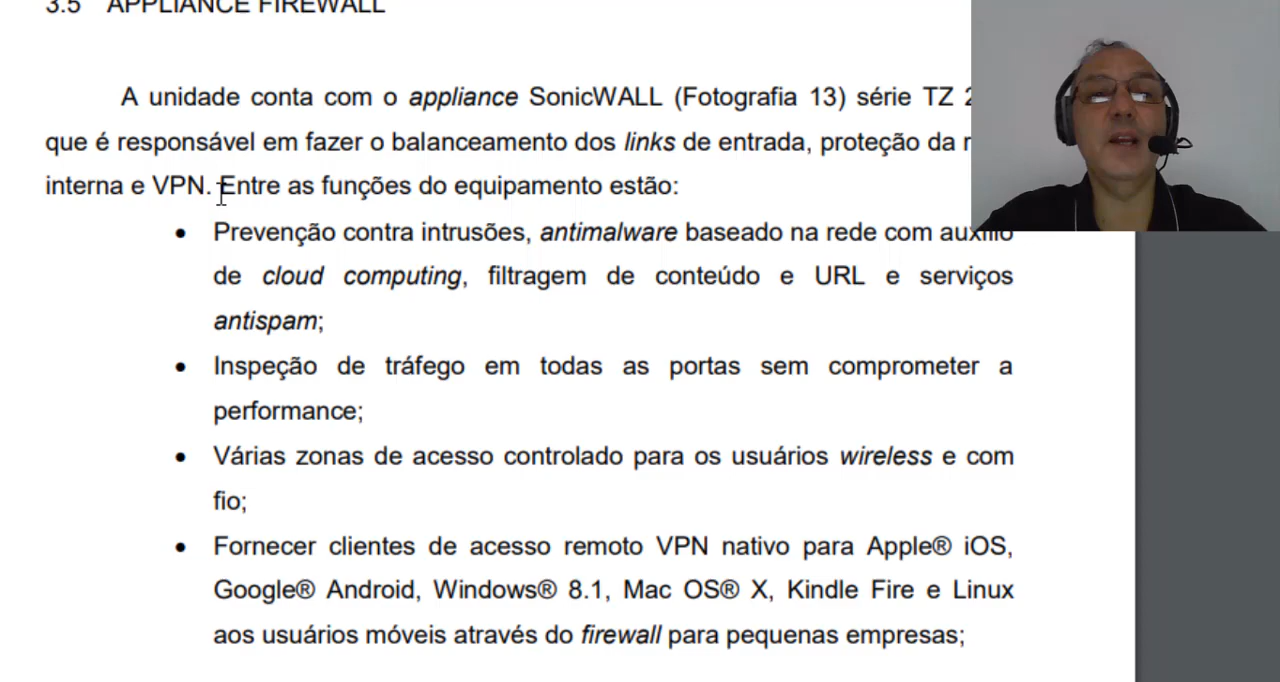 3.5 APPLIANCE FIREWALL
A unidade conta com o appliance SonicWALL (Fotografia 13) série TZ
que é responsável em fazer o balanceamento dos links de entrada, proteção da
interna e VPN. Entre as funções do equipamento estão:
• Prevenção contra intrusões, antimalware baseado na rede com auxílio
de cloud computing, filtragem de conteúdo e URL e serviços
antispam;
• Inspeção de tráfego em todas as portas sem comprometer a
performance;
• Várias zonas de acesso controlado para os usuários wireless e com
fio;
• Fornecer clientes de acesso remoto VPN nativo para Apple® iOS,
Google® Android, Windows® 8.1, Mac OS® X, Kindle Fire e Linux
aos usuários móveis através do firewall para pequenas empresas;